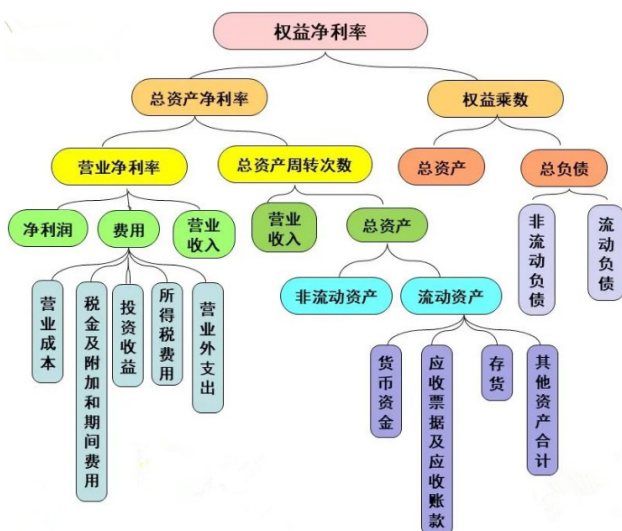 权益净利率
总资产净利率
权益乘数
营业净利率
总资产周转次数
总资产
总负债
净利润
费用
营业
收入
营业
收入
总资产
非流动负债
流动负债
非流动资产
流动资产
营业成本
税金及附加和期间费用
投资收益
所得税费用
营业外支出
货币资金
应收票据及应收账款
存货
其他资产合计